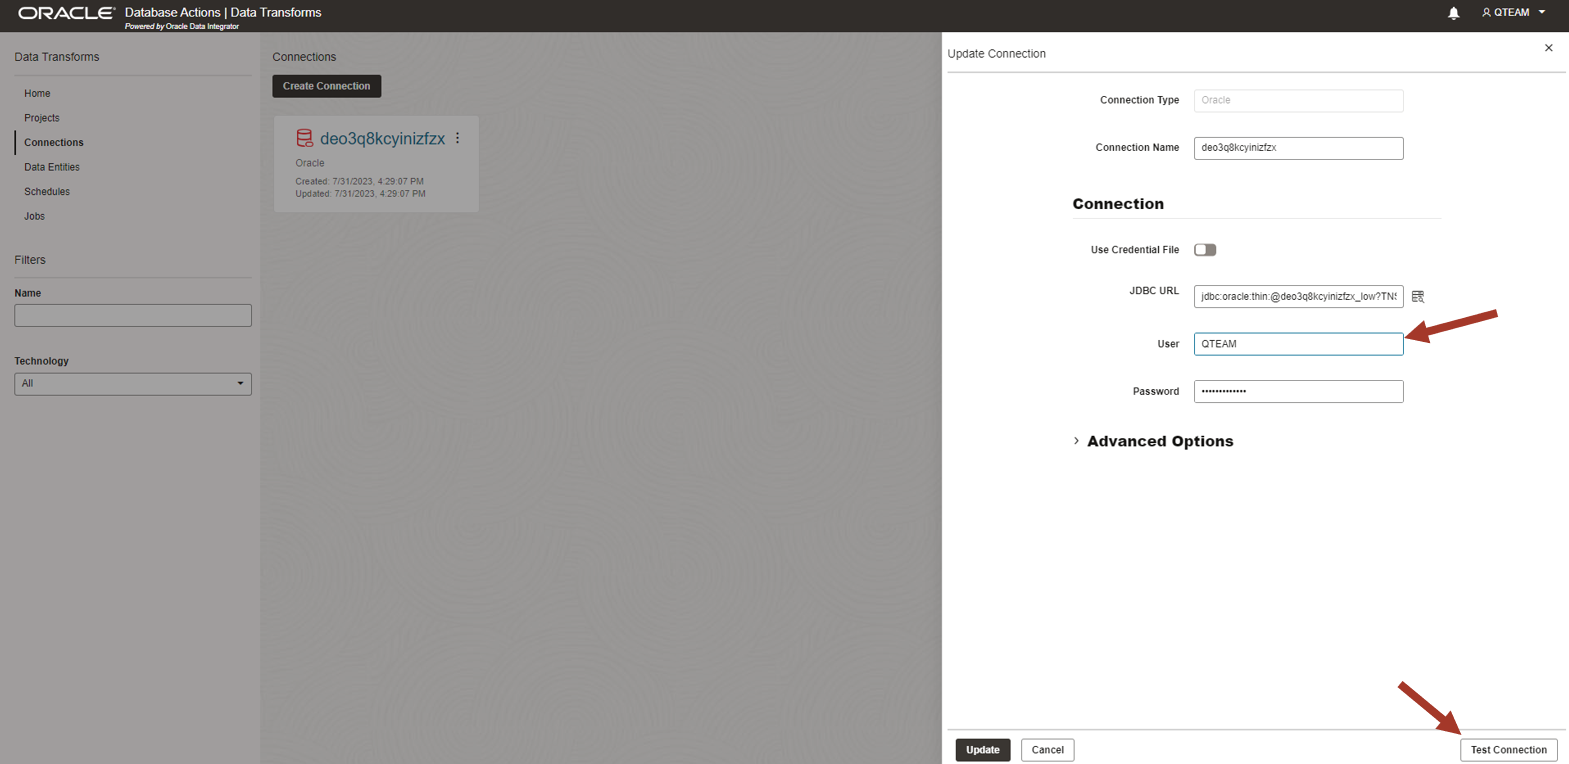 ORACLE Database Actions | Data Transforms
Powered by Oracle Data Integrator
QTEAM
Data Transforms
Home
Projects
Connections
Data Entities
Schedules
Jobs
Filters
Name
Technology
All
Connections
Create Connection
deo3q8kcyinizfzx
Oracle
Created: 7/31/2023, 4:29:07 PM
Updated: 7/31/2023, 4:29:07 PM
Update Connection
Connection Type Oracle
Connection Name deo3q8kcyinizfzx
Connection
Use Credential File
JDBC URL jdbc:oracle:thin:@deo3q8kcyinizfzx_low?TNS
User QTEAM
Password •••••••••••••
Advanced Options
Update Cancel Test Connection